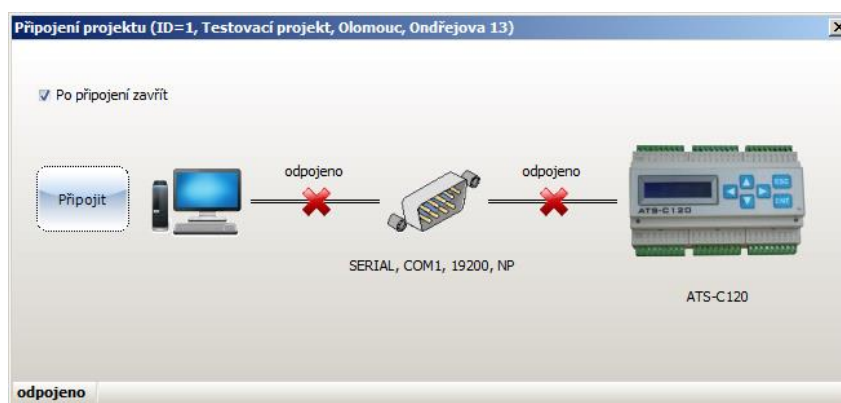 Připojení projektu (ID=1, Testovací projekt, Olomouc, Ondřejova 13)
Po připojení zavřít
odpojeno
odpojeno
Připojit
ESC
ENT
ATS-C120
SERIAL, COM1, 19200, NP
ATS-C120
odpojeno